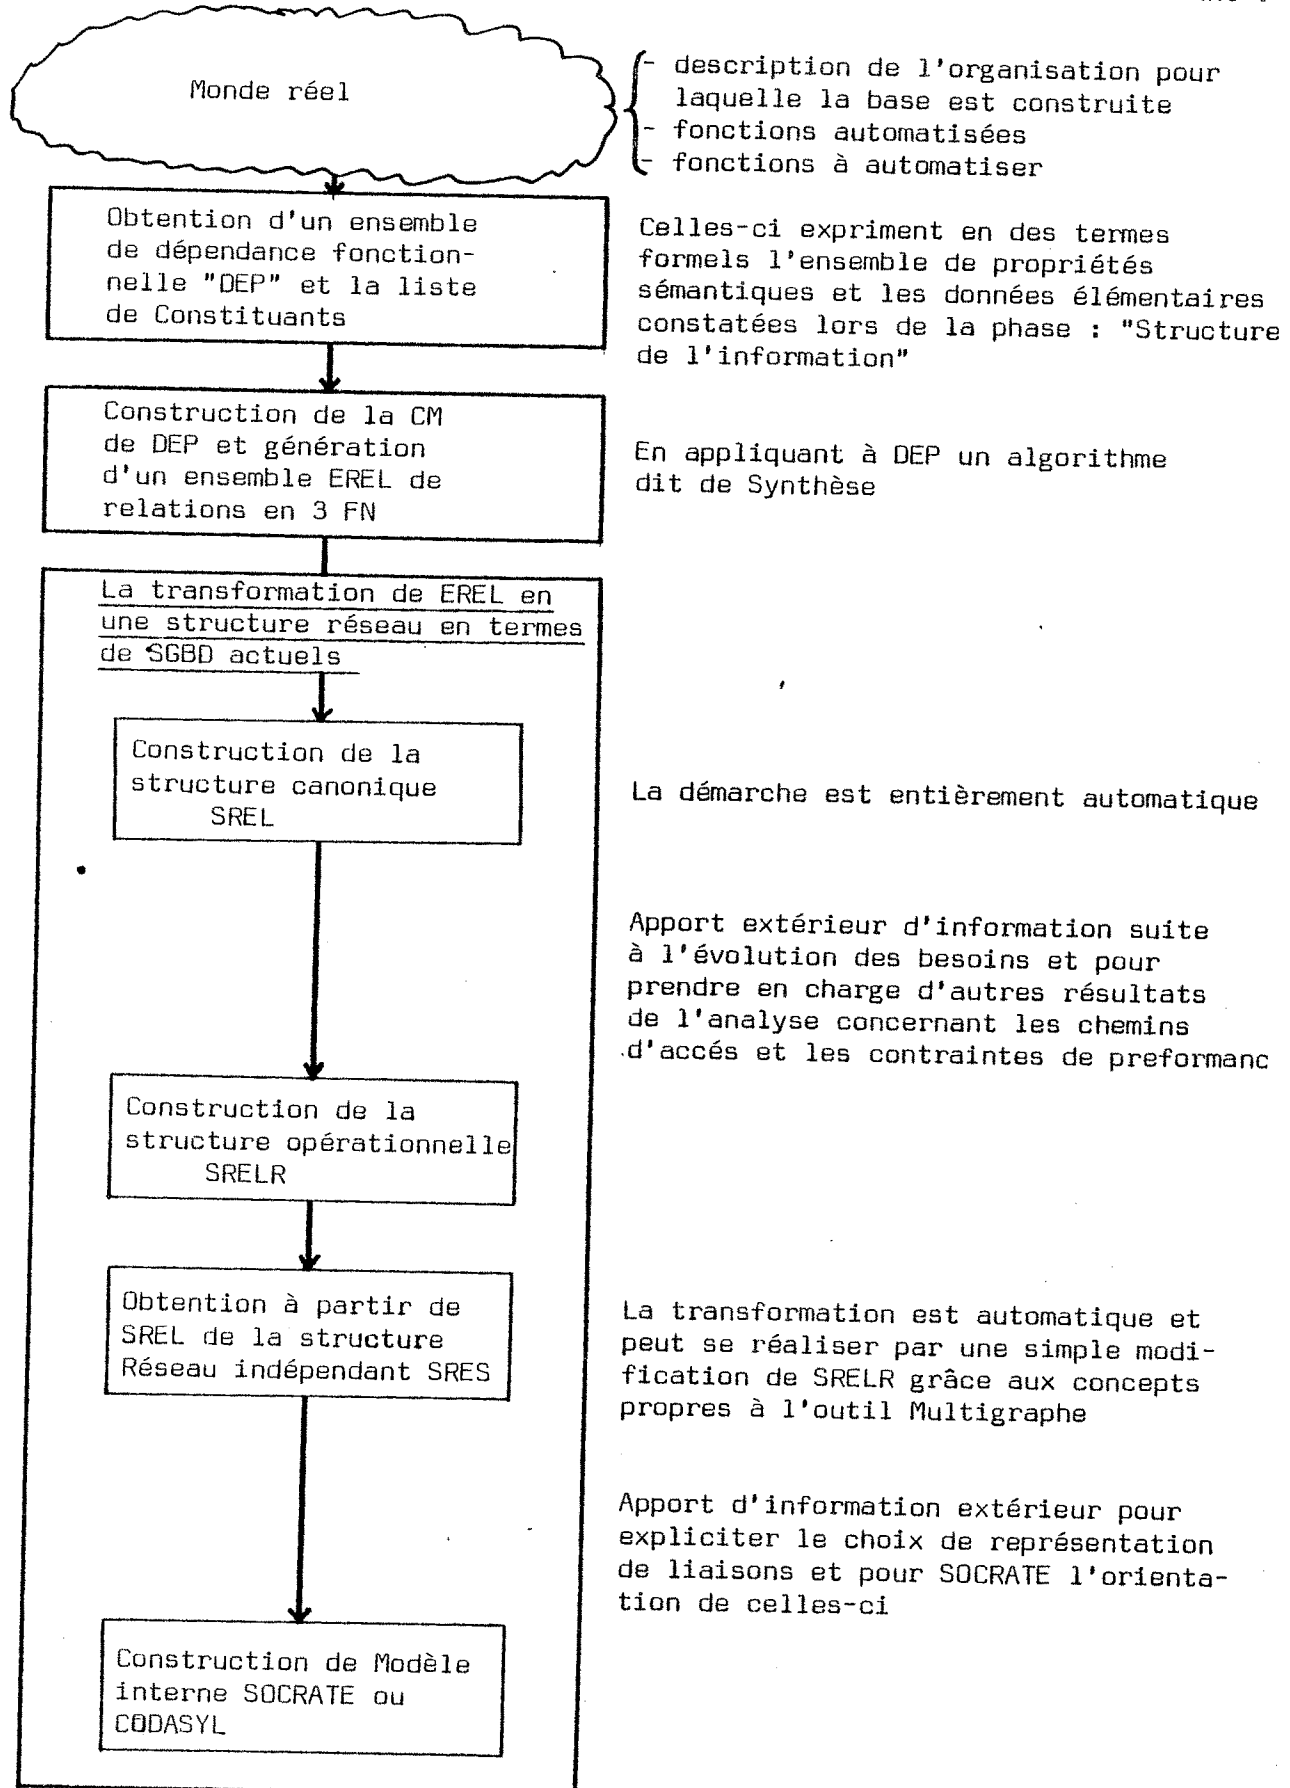 Monde réel
- description de l'organisation pour
laquelle la base est construite
- fonctions automatisées
- fonctions à automatiser
Obtention d'un ensemble
de dépendance fonction-
nelle "DEP" et la liste
de Constituants
Celles-ci expriment en des termes
formels l'ensemble de propriétés
sémantiques et les données élémentaires
constatées lors de la phase : "Structure
de l'information"
Construction de la CM
de DEP et génération
d'un ensemble EREL de
relations en 3 FN
En appliquant à DEP un algorithme
dit de Synthèse
La transformation de EREL en
une structure réseau en termes
de SGBD actuels
Construction de la
structure canonique
SREL
La démarche est entièrement automatique
Apport extérieur d'information suite
à l'évolution des besoins et pour
prendre en charge d'autres résultats
de l'analyse concernant les chemins
d'accés et les contraintes de preformanc
Construction de la
structure opérationnelle
SRELR
Obtention à partir de
SREL de la structure
Réseau indépendant SRES
La transformation est automatique et
peut se réaliser par une simple modi-
fication de SRELR grâce aux concepts
propres à l'outil Multigraphe
Apport d'information extérieur pour
expliciter le choix de représentation
de liaisons et pour SOCRATE l'orienta-
tion de celles-ci
Construction de Modèle
interne SOCRATE ou
CODASYL